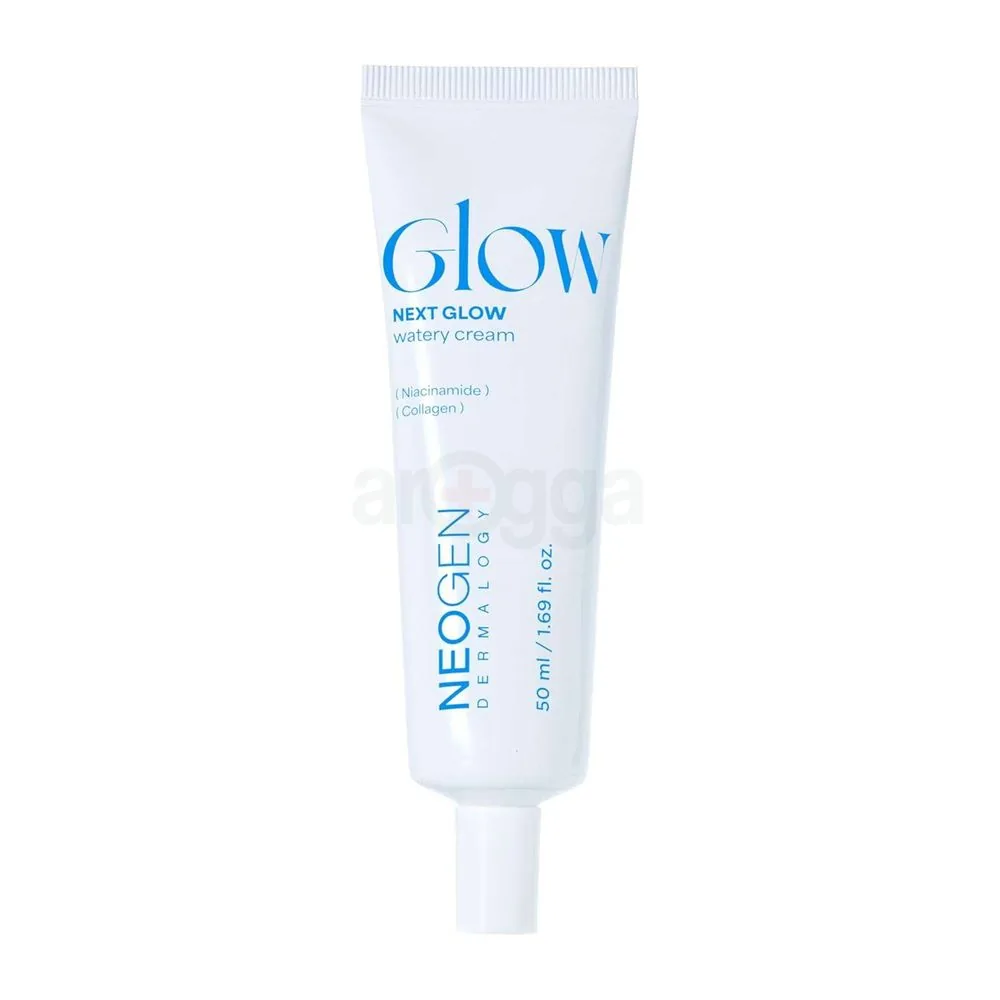 Glow
NEXT GLOW
watery cream
( Niacinamide )
( Collagen )
arogga
NEOGEN
DERMALOGY
50 ml / 1.69 fl. oz.